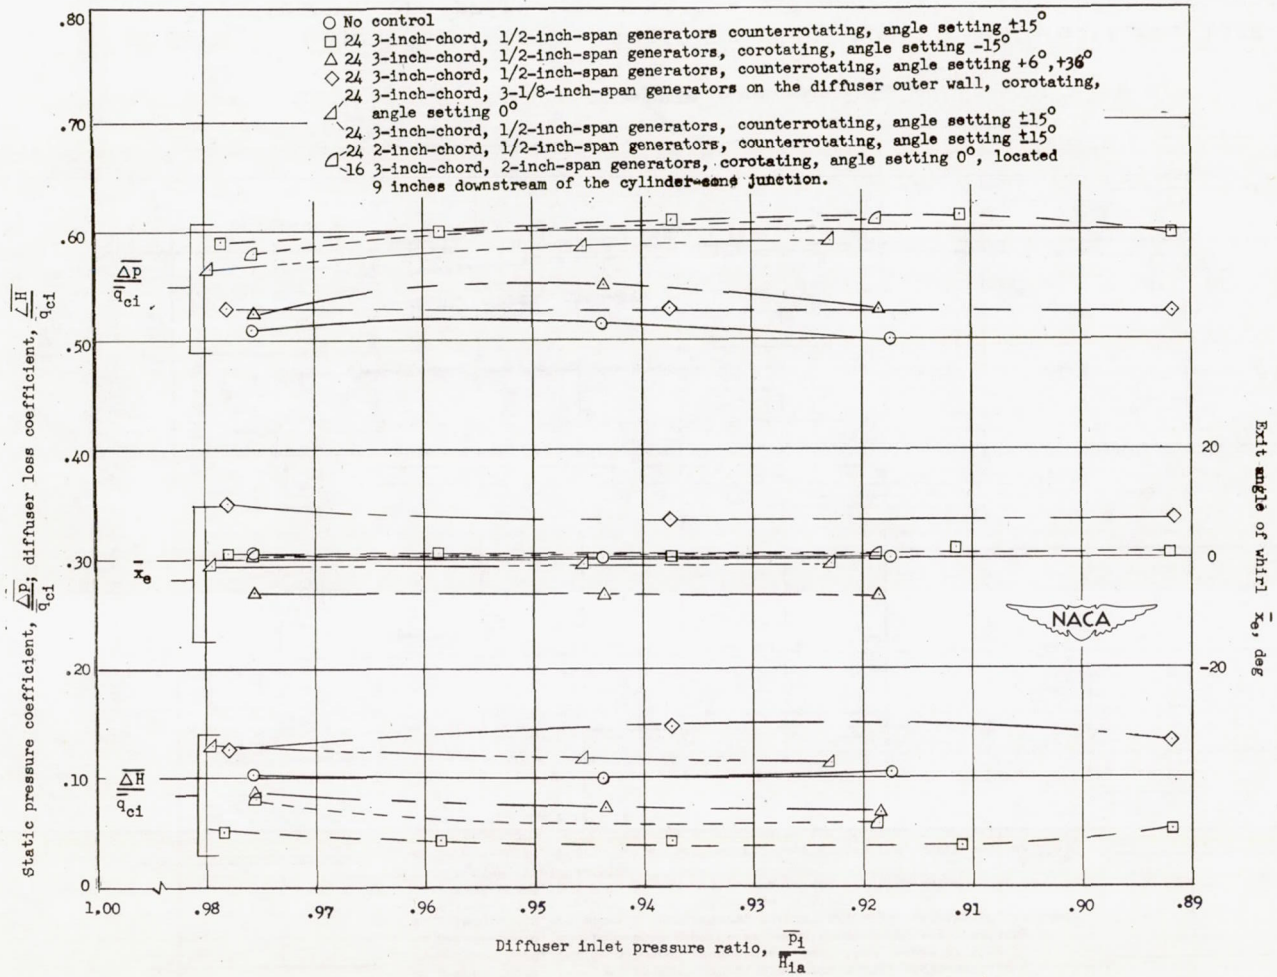 .80
○ No control
□ 24 3-inch-chord, 1/2-inch-span generators counterrotating, angle setting ±15°
△ 24 3-inch-chord, 1/2-inch-span generators, corotating, angle setting -15°
◇ 24 3-inch-chord, 1/2-inch-span generators, counterrotating, angle setting +6°,+36°
24 3-inch-chord, 3-1/8-inch-span generators on the diffuser outer wall, corotating,
angle setting 0°
24 3-inch-chord, 1/2-inch-span generators, counterrotating, angle setting ±15°
24 2-inch-chord, 1/2-inch-span generators, counterrotating, angle setting ±15°
16 3-inch-chord, 2-inch-span generators, corotating, angle setting 0°, located
9 inches downstream of the cylinder-cone junction.
.70
.60
Δp
q̄ci
.50
.40
20
.30
x̄e
0
NACA
.20
-20
.10
ΔH
q̄ci
0
1.00
.98
.97
.96
.95
.94
.93
.92
.91
.90
.89
Diffuser inlet pressure ratio, p̄i/H̄ia
Static pressure coefficient, Δp/q̄ci; diffuser loss coefficient, ΔH/q̄ci
Exit angle of whirl x̄e, deg